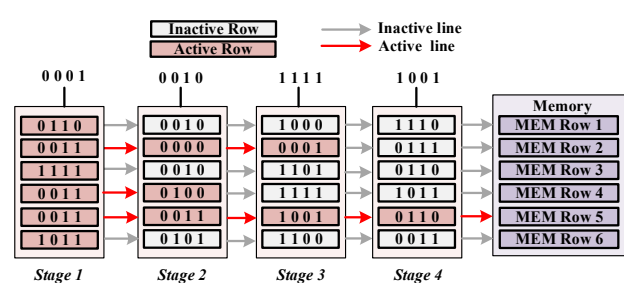 Inactive Row
Inactive line
Active Row
Active line
0 0 0 1
0 0 1 0
1 1 1 1
1 0 0 1
Memory
0 1 1 0
0 0 1 0
1 0 0 0
1 1 1 0
MEM Row 1
0 0 1 1
0 0 0 0
0 0 0 1
0 1 1 1
MEM Row 2
1 1 1 1
0 0 1 0
1 1 0 1
0 1 1 0
MEM Row 3
0 0 1 1
0 1 0 0
1 1 1 1
1 0 1 1
MEM Row 4
0 0 1 1
0 0 1 1
1 0 0 1
0 1 1 0
MEM Row 5
1 0 1 1
0 1 0 1
1 1 0 0
0 0 1 1
MEM Row 6
Stage 1
Stage 2
Stage 3
Stage 4